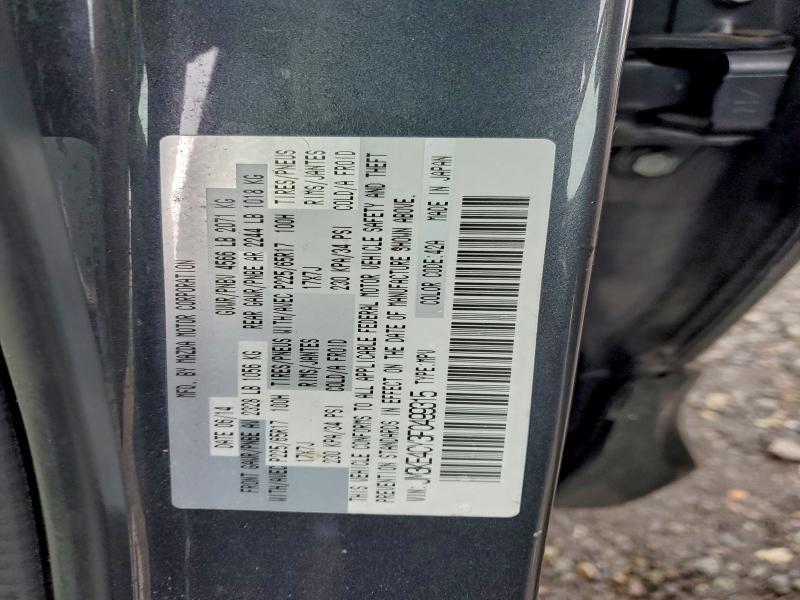 MFD. BY MAZDA MOTOR CORPORATION
DATE 06/14 GVWR/PNBV 4566 LB 2071 KG
FRONT GAWR/PNBE AV 2328 LB 1056 KG REAR GAWR/PNBE AR 2244 LB 1018 KG
WITH/AVEC P225/65R17 100H TIRES/PNEUS WITH/AVEC P225/65R17 100H TIRES/PNEUS
17X7J RIMS/JANTES 17X7J RIMS/JANTES
230 KPA/34 PSI COLD/A FROID 230 KPA/34 PSI COLD/A FROID
THIS VEHICLE CONFORMS TO ALL APPLICABLE FEDERAL MOTOR VEHICLE SAFETY AND THEFT
PREVENTION STANDARDS IN EFFECT ON THE DATE OF MANUFACTURE SHOWN ABOVE.
COLOR CODE:42A MADE IN JAPAN
VIN: TYPE:MPV